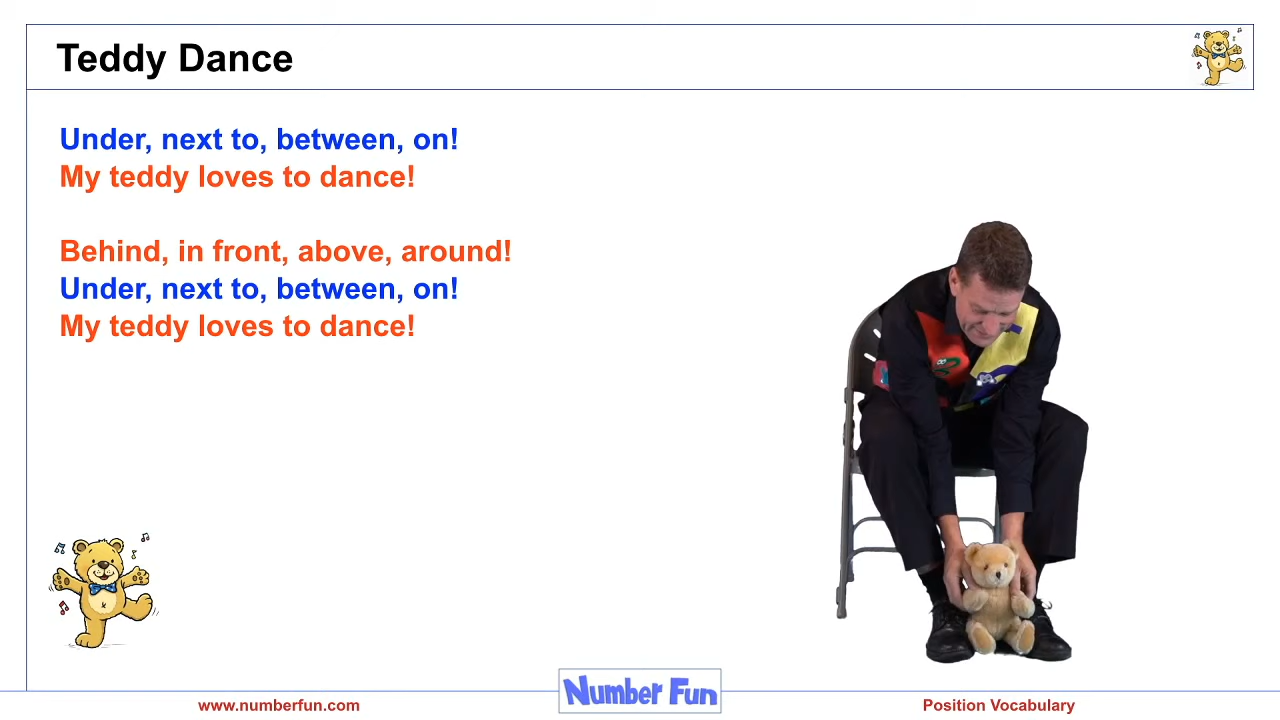 Teddy Dance
Under, next to, between, on!
My teddy loves to dance!
Behind, in front, above, around!
Under, next to, between, on!
My teddy loves to dance!
www.numberfun.com
Number Fun
Position Vocabulary